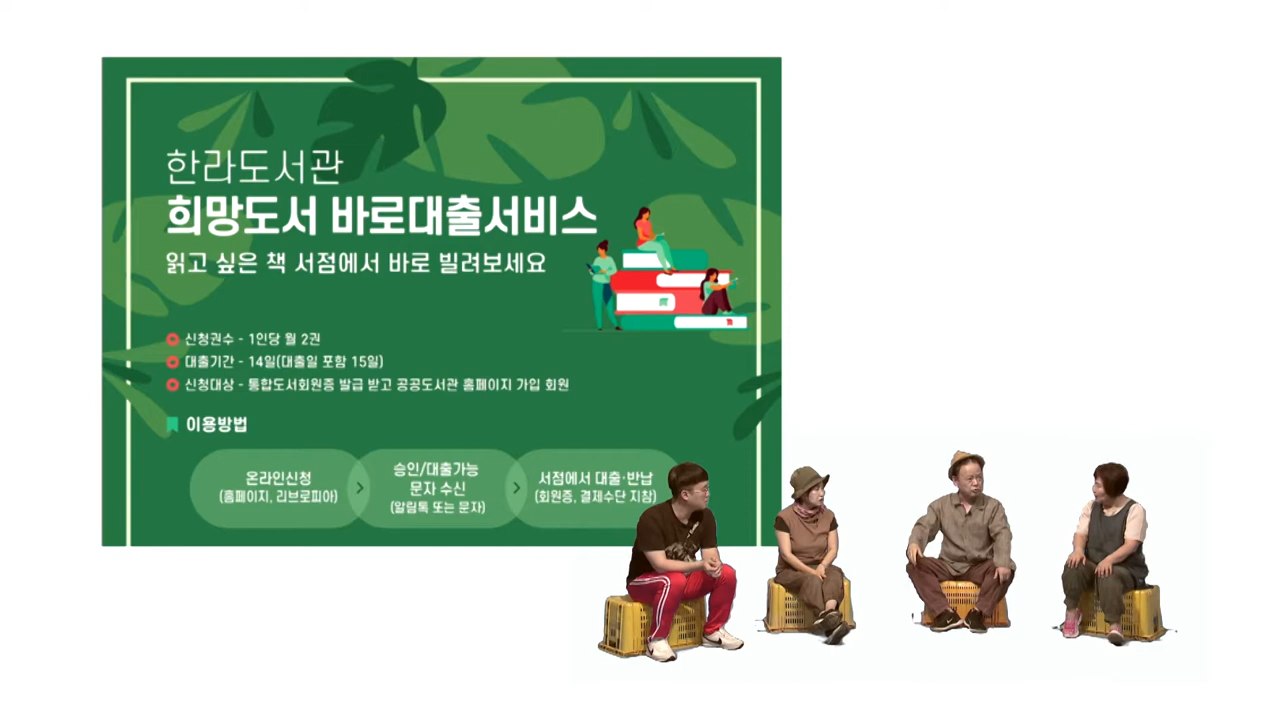 한라도서관
희망도서 바로대출서비스
읽고 싶은 책 서점에서 바로 빌려보세요
신청권수 - 1인당 월 2권
대출기간 - 14일(대출일 포함 15일)
신청대상 - 통합도서회원증 발급 받고 공공도서관 홈페이지 가입 회원
이용방법
온라인신청
(홈페이지, 리브로피아)
승인/대출가능
문자 수신
(알림톡 또는 문자)
서점에서 대출·반납
(회원증, 결제수단 지참)